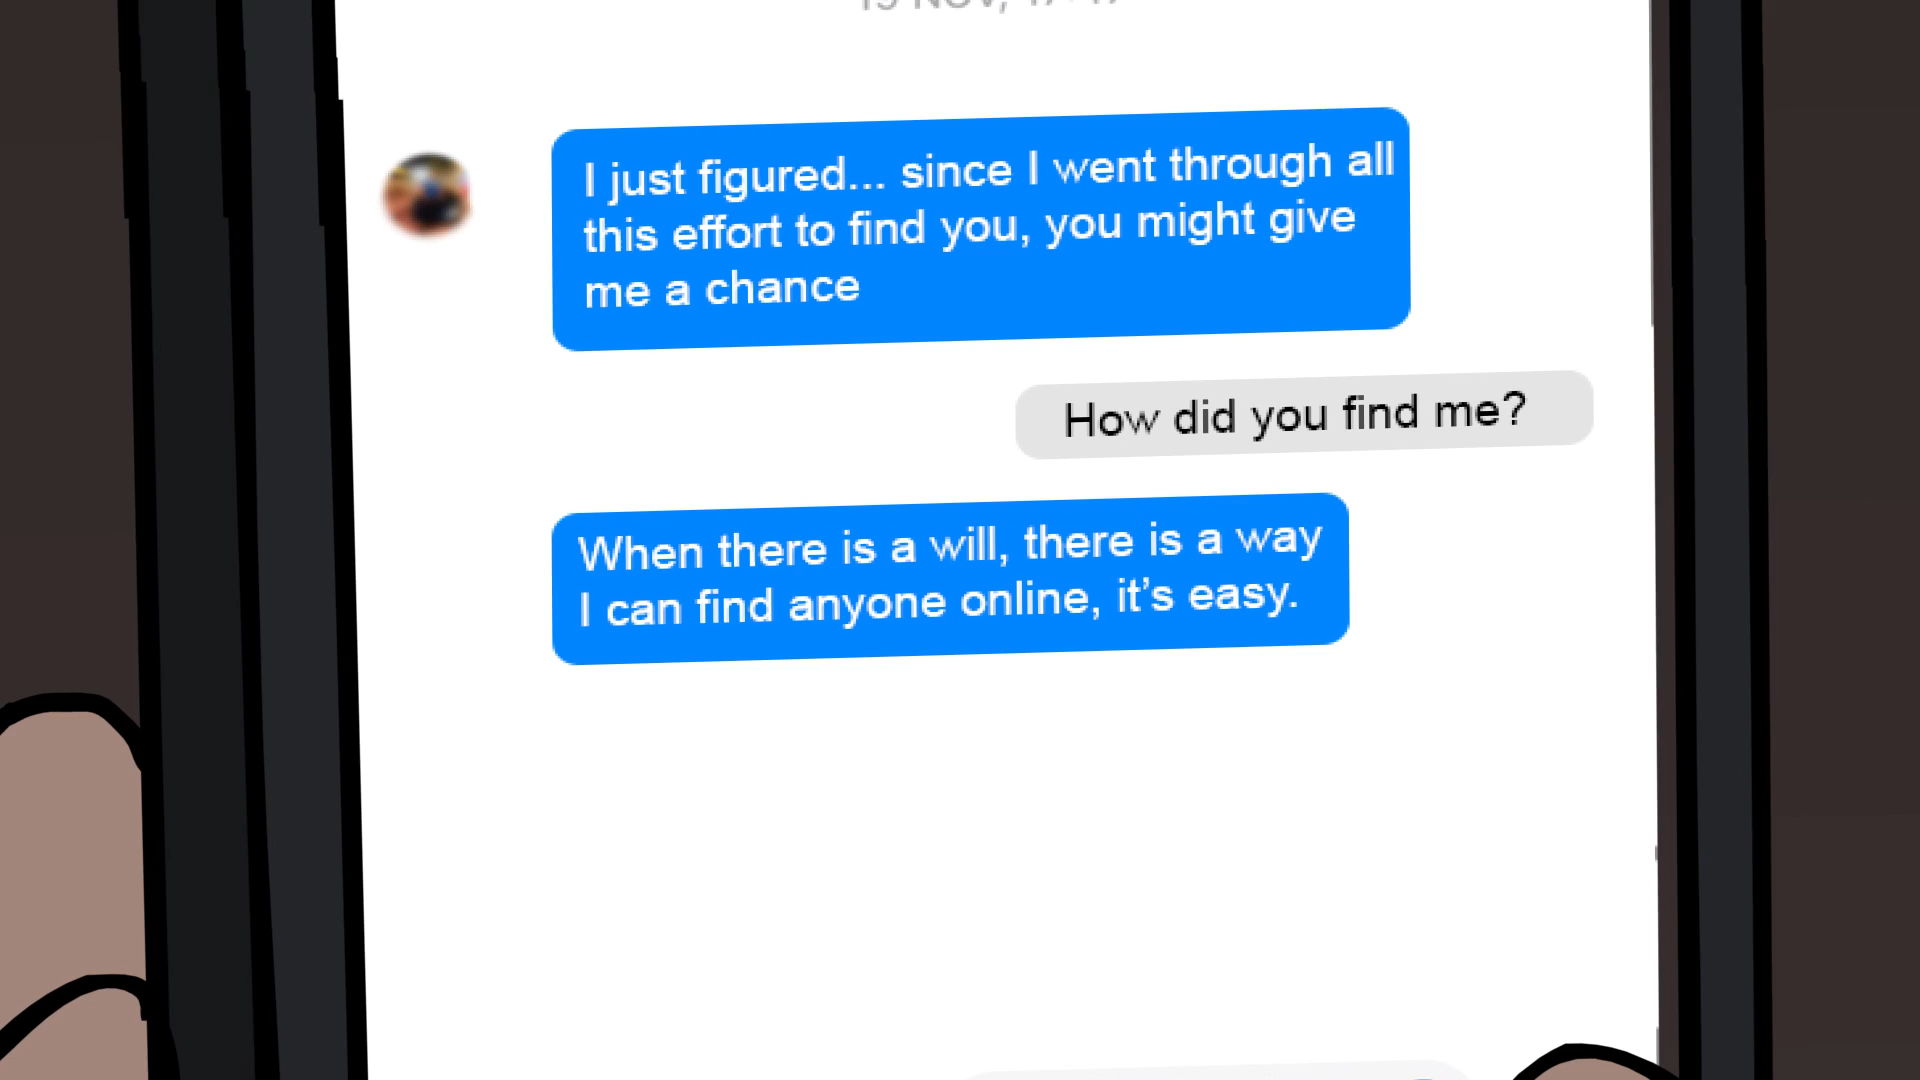 I just figured... since I went through all
this effort to find you, you might give
me a chance
How did you find me?
When there is a will, there is a way
I can find anyone online, it’s easy.